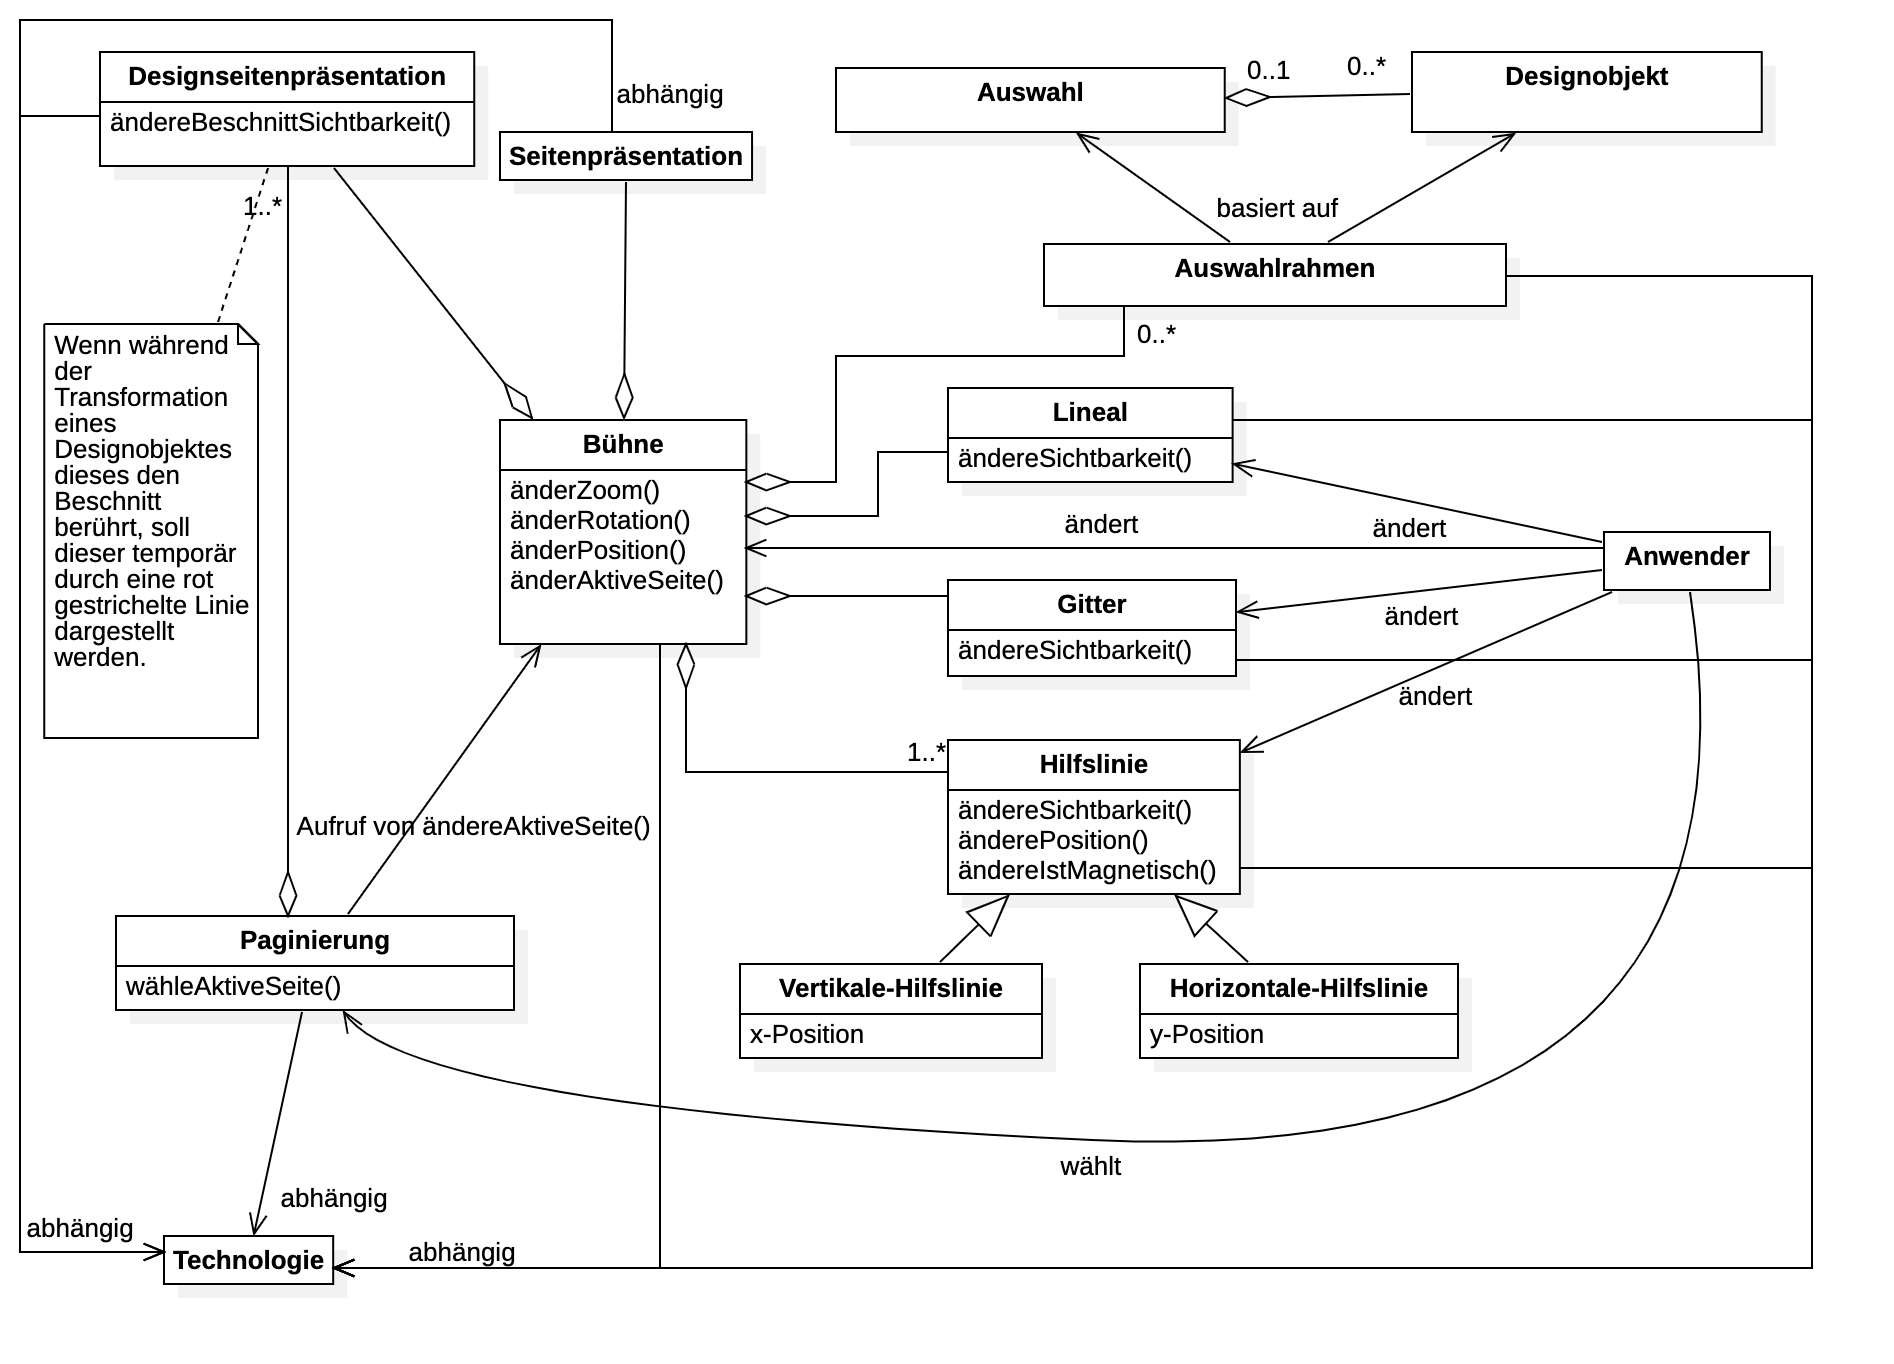 Designseitenpräsentation
ändereBeschnittSichtbarkeit()
abhängig
Seitenpräsentation
Auswahl
0..1
0..*
Designobjekt
1..*
basiert auf
Auswahlrahmen
0..*
Wenn während
der
Transformation
eines
Designobjektes
dieses den
Beschnitt
berührt, soll
dieser temporär
durch eine rot
gestrichelte Linie
dargestellt
werden.
Bühne
änderZoom()
änderRotation()
änderPosition()
änderAktiveSeite()
Lineal
ändereSichtbarkeit()
ändert
ändert
Anwender
Gitter
ändereSichtbarkeit()
ändert
ändert
1..*
Hilfslinie
ändereSichtbarkeit()
änderePosition()
ändereIstMagnetisch()
Aufruf von ändereAktiveSeite()
Paginierung
wähleAktiveSeite()
Vertikale-Hilfslinie
x-Position
Horizontale-Hilfslinie
y-Position
wählt
abhängig
abhängig
Technologie
abhängig